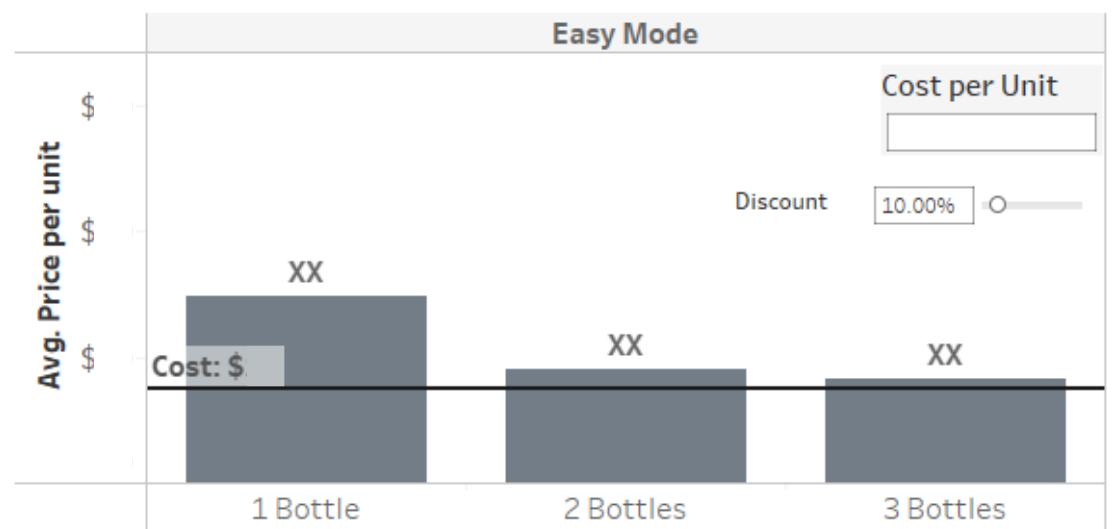 Easy Mode
Cost per Unit
Discount 10.00%
Avg. Price per unit
$
$
$
XX
XX
XX
Cost: $
1 Bottle
2 Bottles
3 Bottles